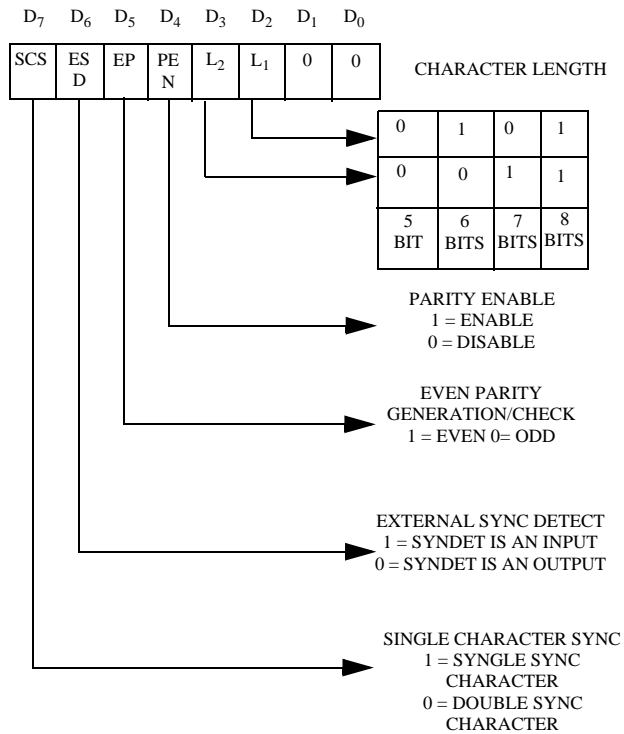 D7 D6 D5 D4 D3 D2 D1 D0
SCS ES D EP PE N L2 L1 0 0
CHARACTER LENGTH
0 1 0 1
0 0 1 1
5 BIT 6 BITS 7 BITS 8 BITS
PARITY ENABLE
1 = ENABLE
0 = DISABLE
EVEN PARITY
GENERATION/CHECK
1 = EVEN 0= ODD
EXTERNAL SYNC DETECT
1 = SYNDET IS AN INPUT
0 = SYNDET IS AN OUTPUT
SINGLE CHARACTER SYNC
1 = SYNGLE SYNC
CHARACTER
0 = DOUBLE SYNC
CHARACTER